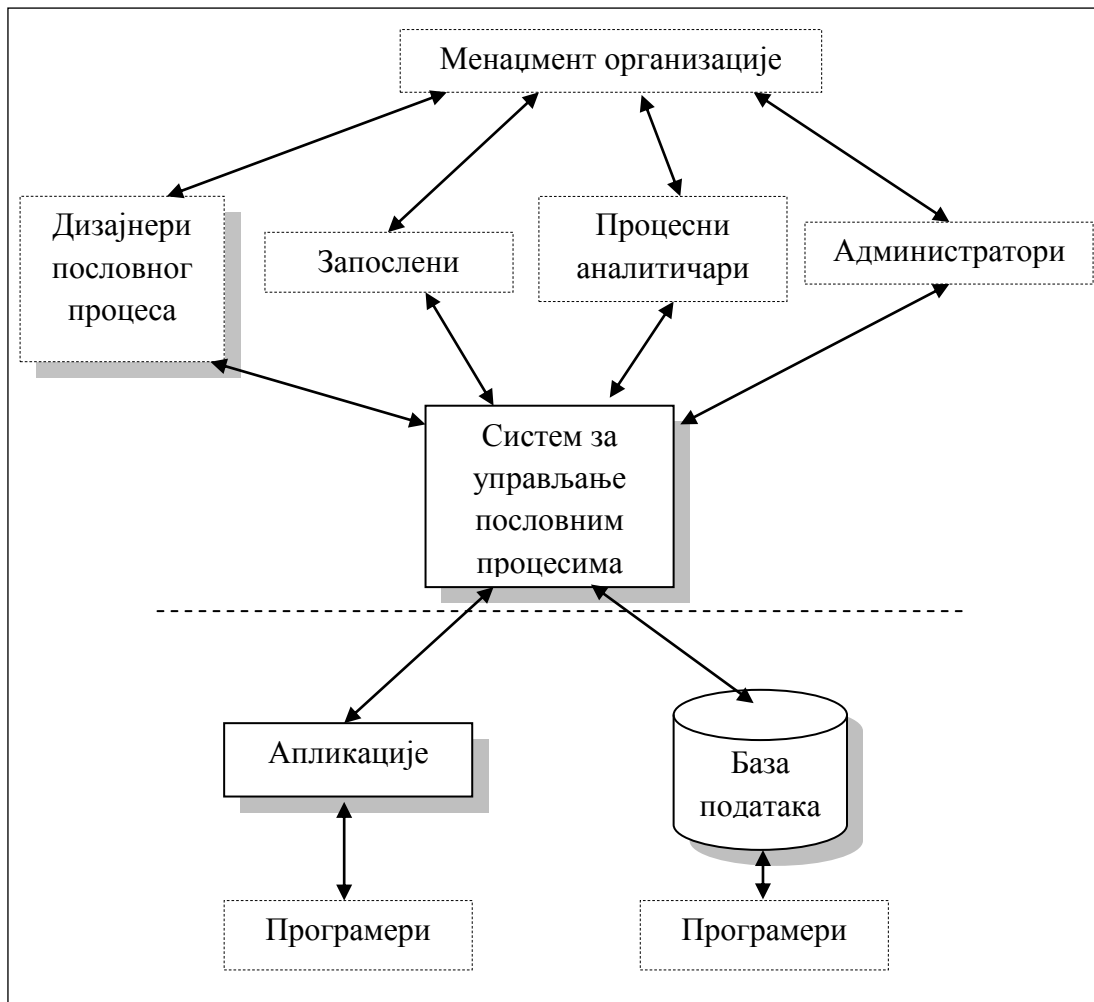 Менаџмент организације
Дизајнери
пословног
процеса
Запослени
Процесни
аналитичари
Администратори
Систем за
управљање
пословним
процесима
Апликације
База
података
Програмери
Програмери